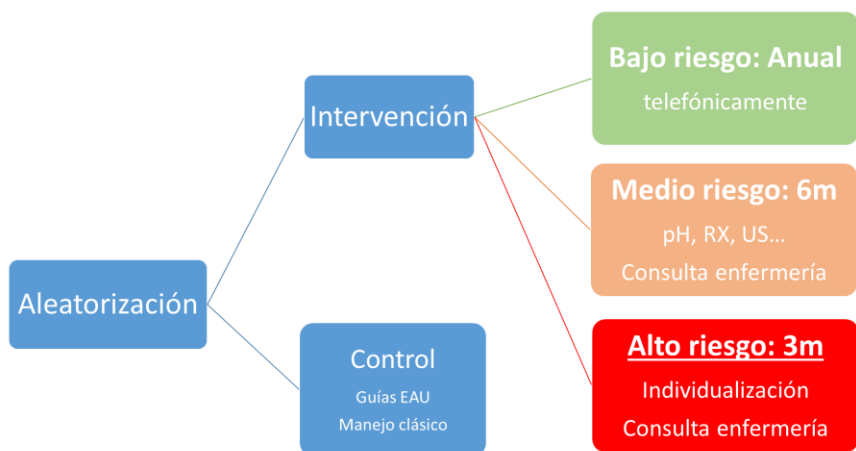 Aleatorización
Intervención
Control
Guías EAU
Manejo clásico
Bajo riesgo: Anual
telefónicamente
Medio riesgo: 6m
pH, RX, US...
Consulta enfermería
Alto riesgo: 3m
Individualización
Consulta enfermería